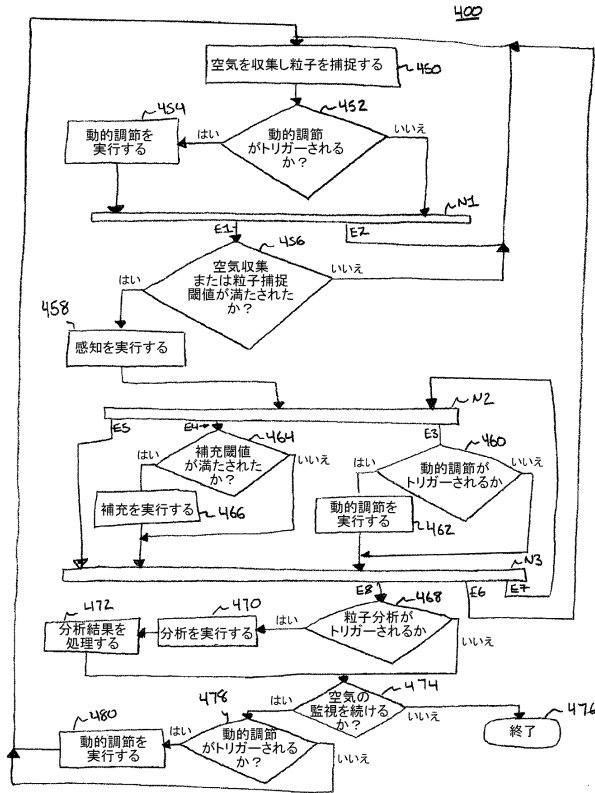 400
空気を収集し粒子を捕捉する
450
454
452
動的調節を
実行する
はい
動的調節
がトリガーされる
か？
いいえ
N1
E1
E2
456
空気収集
または粒子捕捉
閾値が満たされた
か？
はい
いいえ
458
感知を実行する
N2
E5
E4
464
E3
460
補充閾値
が満たされた
か？
はい
いいえ
動的調節が
トリガーされるか
はい
いいえ
補充を実行する
466
動的調節を
実行する
462
N3
E8
E6
E7
468
472
470
分析結果を
処理する
分析を実行する
はい
粒子分析が
トリガーされるか
いいえ
474
空気の
監視を続ける
か？
はい
いいえ
476
終了
478
480
動的調節を
実行する
はい
動的調節
がトリガーされる
か？
いいえ